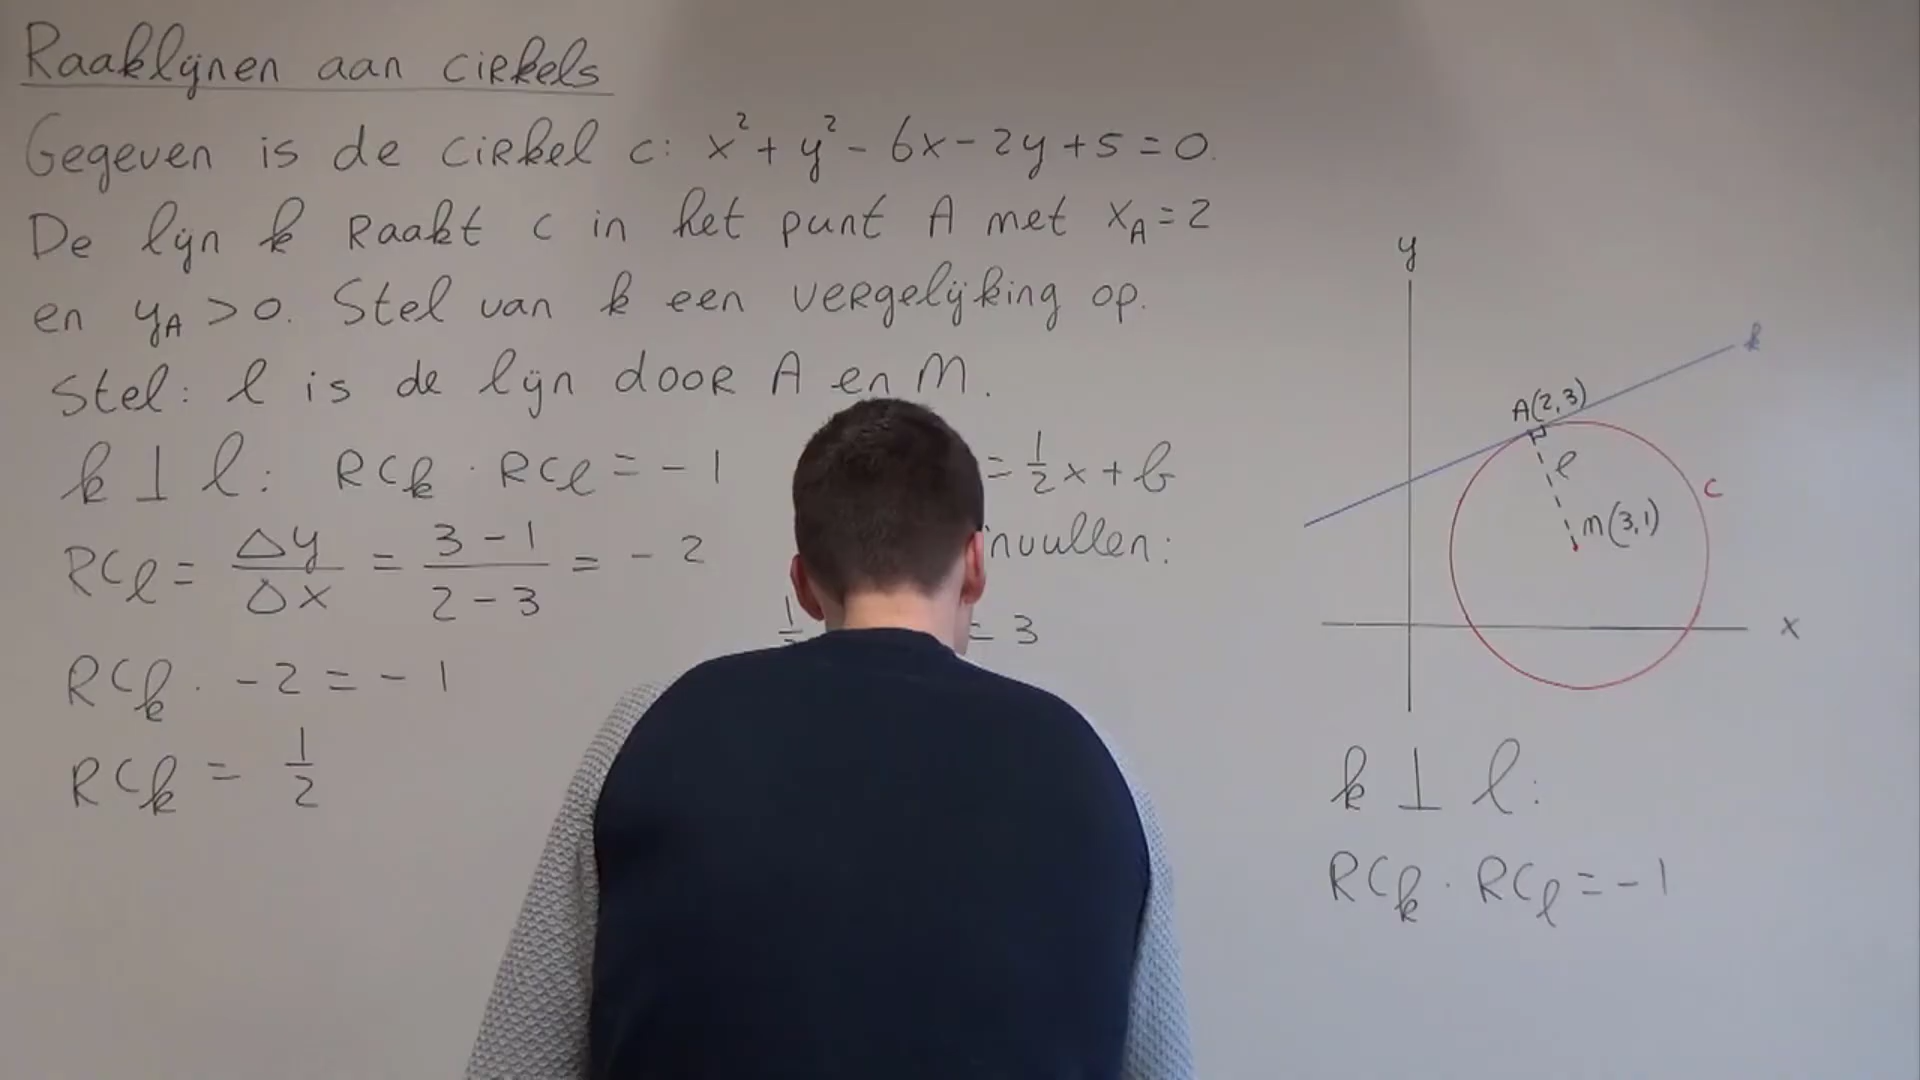 Raaklijnen aan cirkels
Gegeven is de cirkel c: x² + y² - 6x - 2y + 5 = 0.
De lijn k raakt c in het punt A met x_A = 2
en y_A > 0. Stel van k een vergelijking op.
Stel: l is de lijn door A en M.
k ⊥ l: RC_k · RC_l = -1
RC_l = Δy/Δx = (3 - 1)/(2 - 3) = -2
RC_k · -2 = -1
RC_k = 1/2
= 1/2 x + b
= 3
y
k
A(2,3)
l
c
M(3,1)
x
k ⊥ l:
RC_k · RC_l = -1